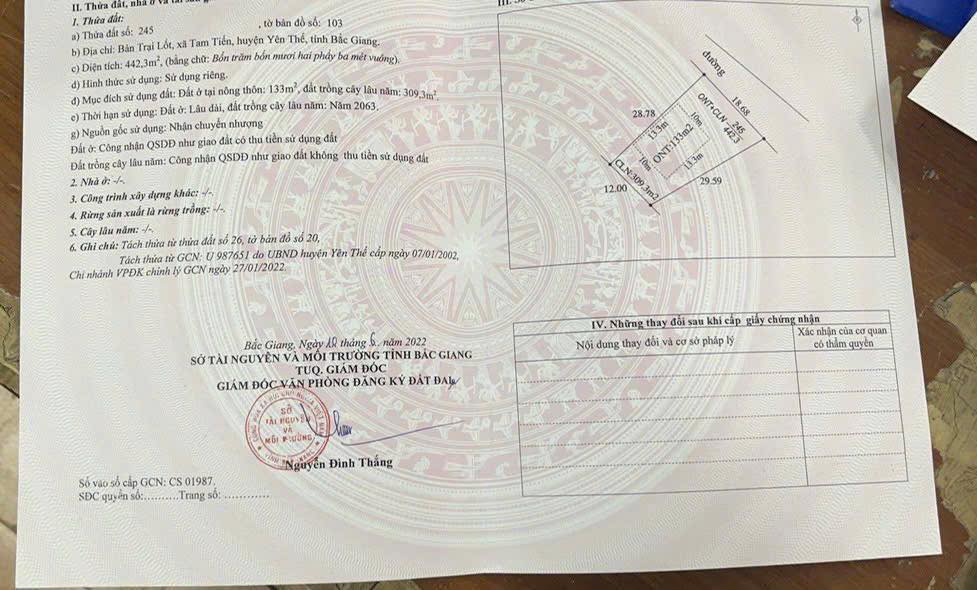 II. Thửa đất, nhà ở và
1. Thửa đất:
a) Thửa đất số: 245 , tờ bản đồ số: 103
b) Địa chỉ: Bản Trại Lốt, xã Tam Tiến, huyện Yên Thế, tỉnh Bắc Giang.
c) Diện tích: 442,3m², (bằng chữ: Bốn trăm bốn mươi hai phẩy ba mét vuông).
d) Hình thức sử dụng: Sử dụng riêng.
đ) Mục đích sử dụng đất: Đất ở tại nông thôn: 133m², đất trồng cây lâu năm: 309,3m².
e) Thời hạn sử dụng: Đất ở: Lâu dài, đất trồng cây lâu năm: Năm 2063.
g) Nguồn gốc sử dụng: Nhận chuyển nhượng
Đất ở: Công nhận QSDĐ như giao đất có thu tiền sử dụng đất
Đất trồng cây lâu năm: Công nhận QSDĐ như giao đất không thu tiền sử dụng đất
2. Nhà ở: -/-.
3. Công trình xây dựng khác: -/-.
4. Rừng sản xuất là rừng trồng: -/-.
5. Cây lâu năm: -/-.
6. Ghi chú: Tách thửa từ thửa đất số 26, tờ bản đồ số 20,
Tách thửa từ GCN: U 987651 do UBND huyện Yên Thế cấp ngày 07/01/2002,
Chi nhánh VPĐK chỉnh lý GCN ngày 27/01/2022.
Bắc Giang, Ngày tháng năm 2022
SỞ TÀI NGUYÊN VÀ MÔI TRƯỜNG TỈNH BẮC GIANG
TUQ. GIÁM ĐỐC
GIÁM ĐỐC VĂN PHÒNG ĐĂNG KÝ ĐẤT ĐAI
SỞ
TÀI NGUYÊN
VÀ
MÔI TRƯỜNG
Nguyễn Đình Thắng
Số vào sổ cấp GCN: CS 01987.
SĐC quyển số:..........Trang số: ............
III.
đường
28.78
18.68
ONT+CLN
245
442.3
13.3m
10m
ONT:133m2
10m
13.3m
CLN:309.3m2
12.00
29.59
IV. Những thay đổi sau khi cấp giấy chứng nhận
Nội dung thay đổi và cơ sở pháp lý
Xác nhận của cơ quan
có thẩm quyền